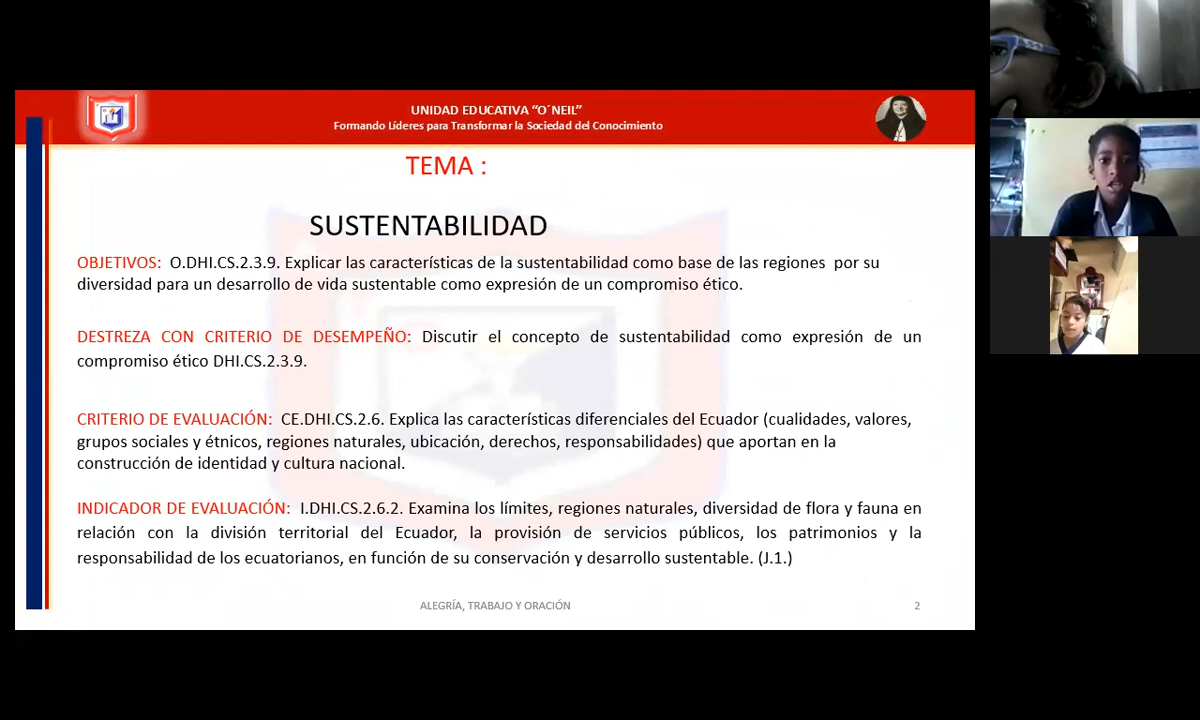 UNIDAD EDUCATIVA “O´NEIL”
Formando Líderes para Transformar la Sociedad del Conocimiento
TEMA :
SUSTENTABILIDAD
OBJETIVOS: O.DHI.CS.2.3.9. Explicar las características de la sustentabilidad como base de las regiones por su
diversidad para un desarrollo de vida sustentable como expresión de un compromiso ético.
DESTREZA CON CRITERIO DE DESEMPEÑO: Discutir el concepto de sustentabilidad como expresión de un
compromiso ético DHI.CS.2.3.9.
CRITERIO DE EVALUACIÓN: CE.DHI.CS.2.6. Explica las características diferenciales del Ecuador (cualidades, valores,
grupos sociales y étnicos, regiones naturales, ubicación, derechos, responsabilidades) que aportan en la
construcción de identidad y cultura nacional.
INDICADOR DE EVALUACIÓN: I.DHI.CS.2.6.2. Examina los límites, regiones naturales, diversidad de flora y fauna en
relación con la división territorial del Ecuador, la provisión de servicios públicos, los patrimonios y la
responsabilidad de los ecuatorianos, en función de su conservación y desarrollo sustentable. (J.1.)
ALEGRÍA, TRABAJO Y ORACIÓN
2